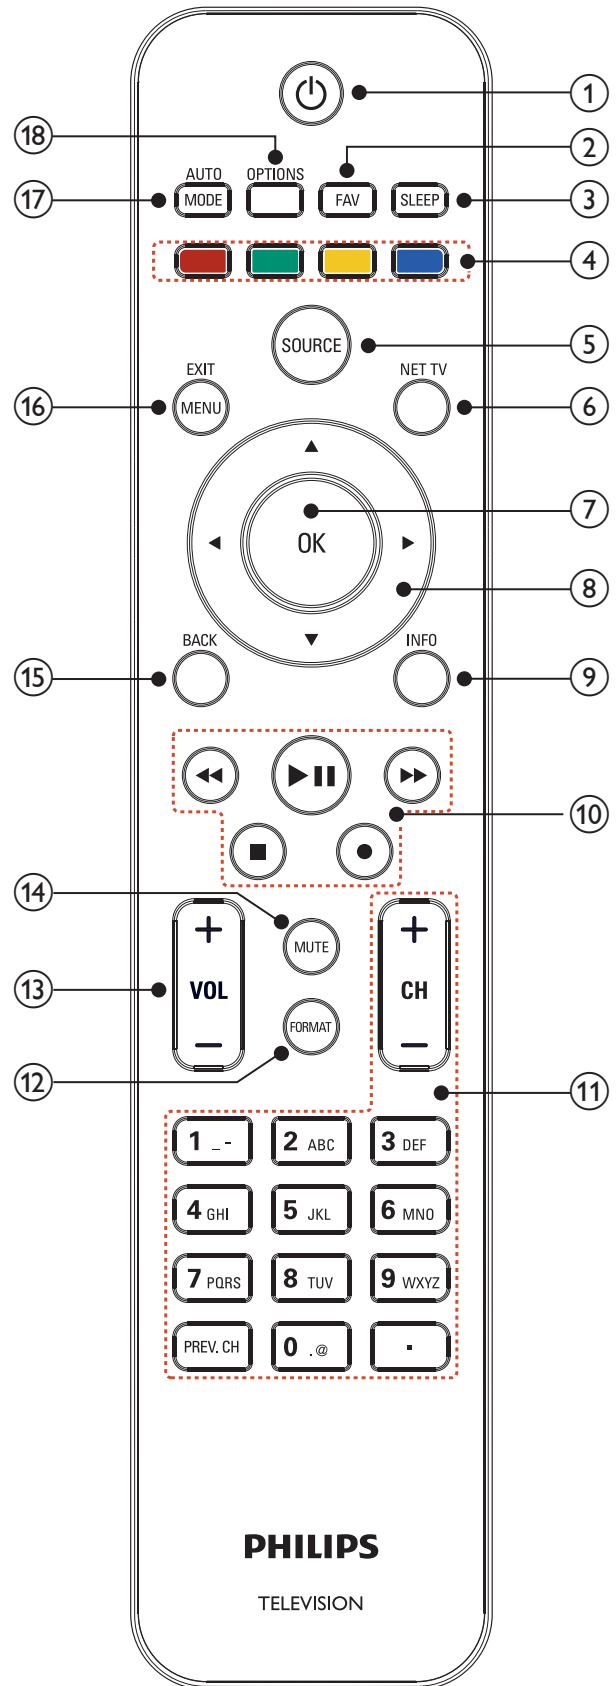 1
18
2
AUTO OPTIONS
17 MODE FAV SLEEP 3
4
SOURCE 5
EXIT NET TV
16 MENU 6
7
OK
8
BACK INFO
15 9
10
14
MUTE
13 VOL CH
FORMAT
12 11
1 _ - 2 ABC 3 DEF
4 GHI 5 JKL 6 MNO
7 PQRS 8 TUV 9 WXYZ
PREV. CH 0 .@ .
PHILIPS
TELEVISION